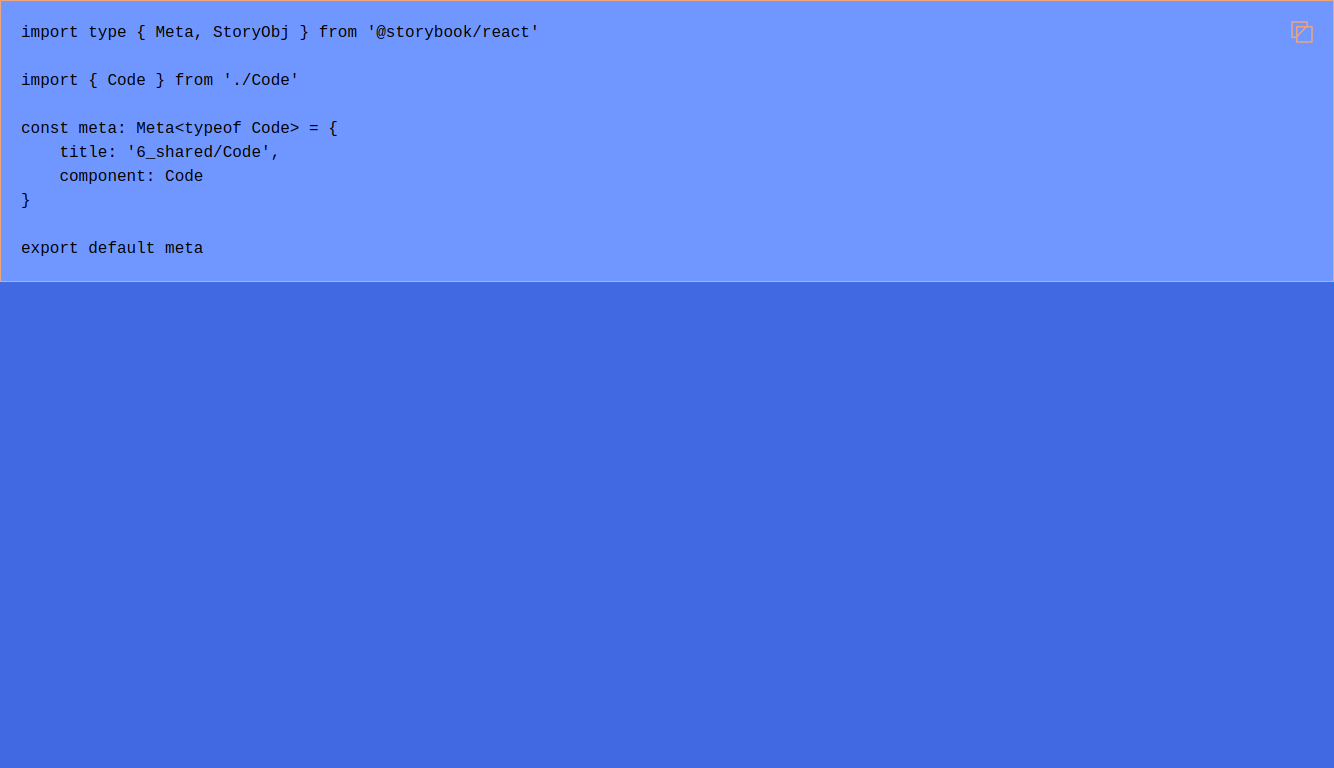 import type { Meta, StoryObj } from '@storybook/react'
import { Code } from './Code'
const meta: Meta<typeof Code> = {
    title: '6_shared/Code',
    component: Code
}
export default meta